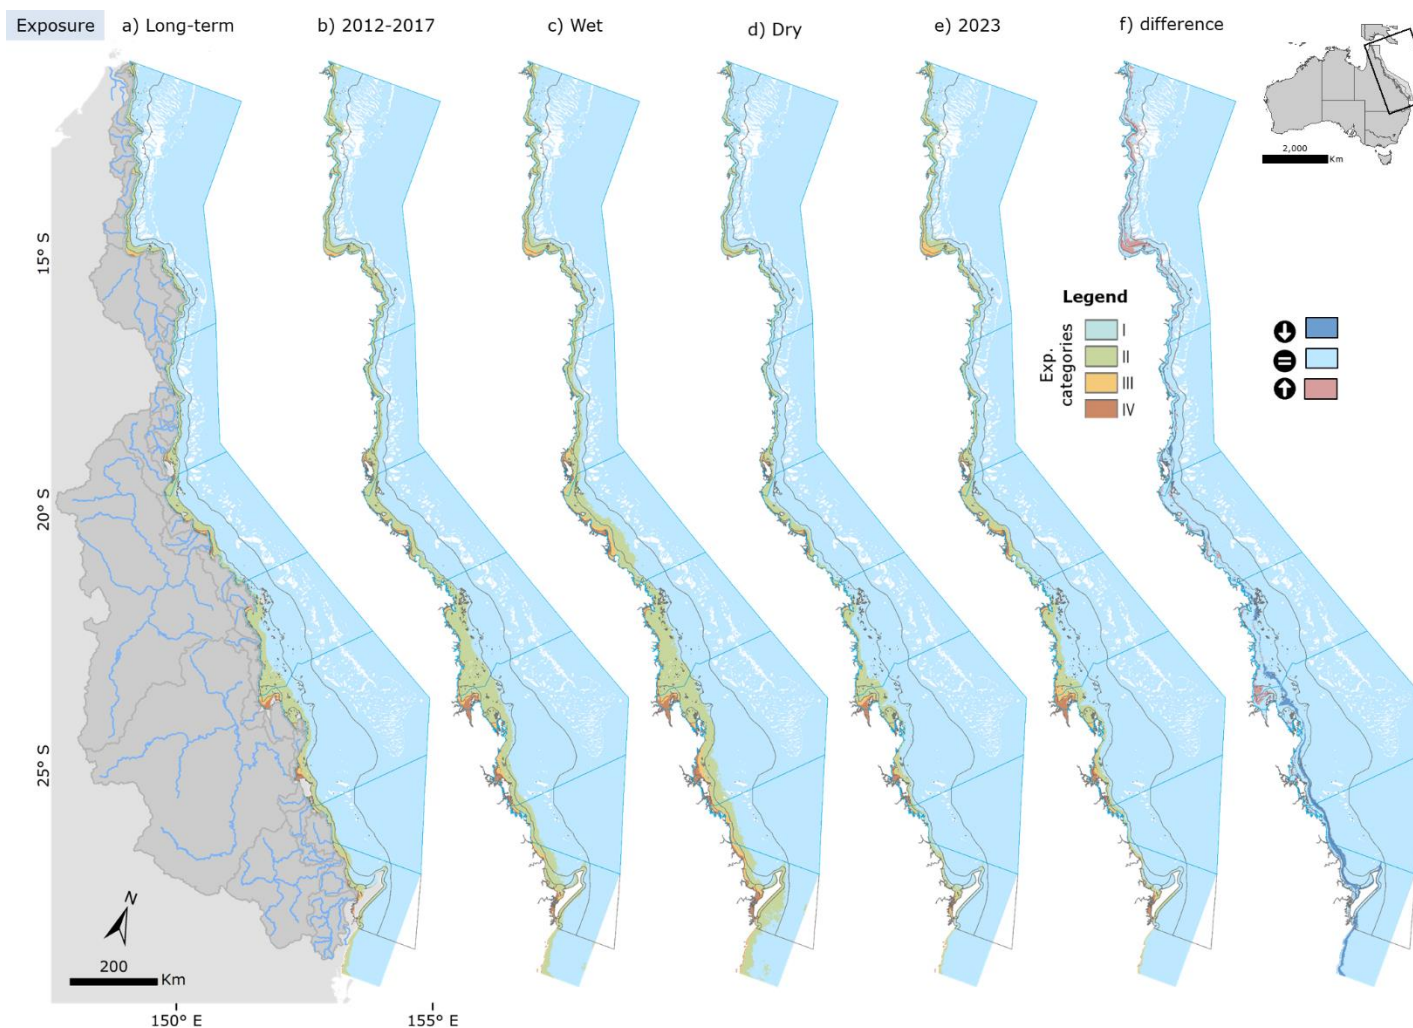 Exposure
a) Long-term
b) 2012-2017
c) Wet
d) Dry
e) 2023
f) difference
2,000
Km
15° S
20° S
25° S
Legend
Exp.
categories
I
II
III
IV
↓
=
↑
N
200
Km
150° E
155° E